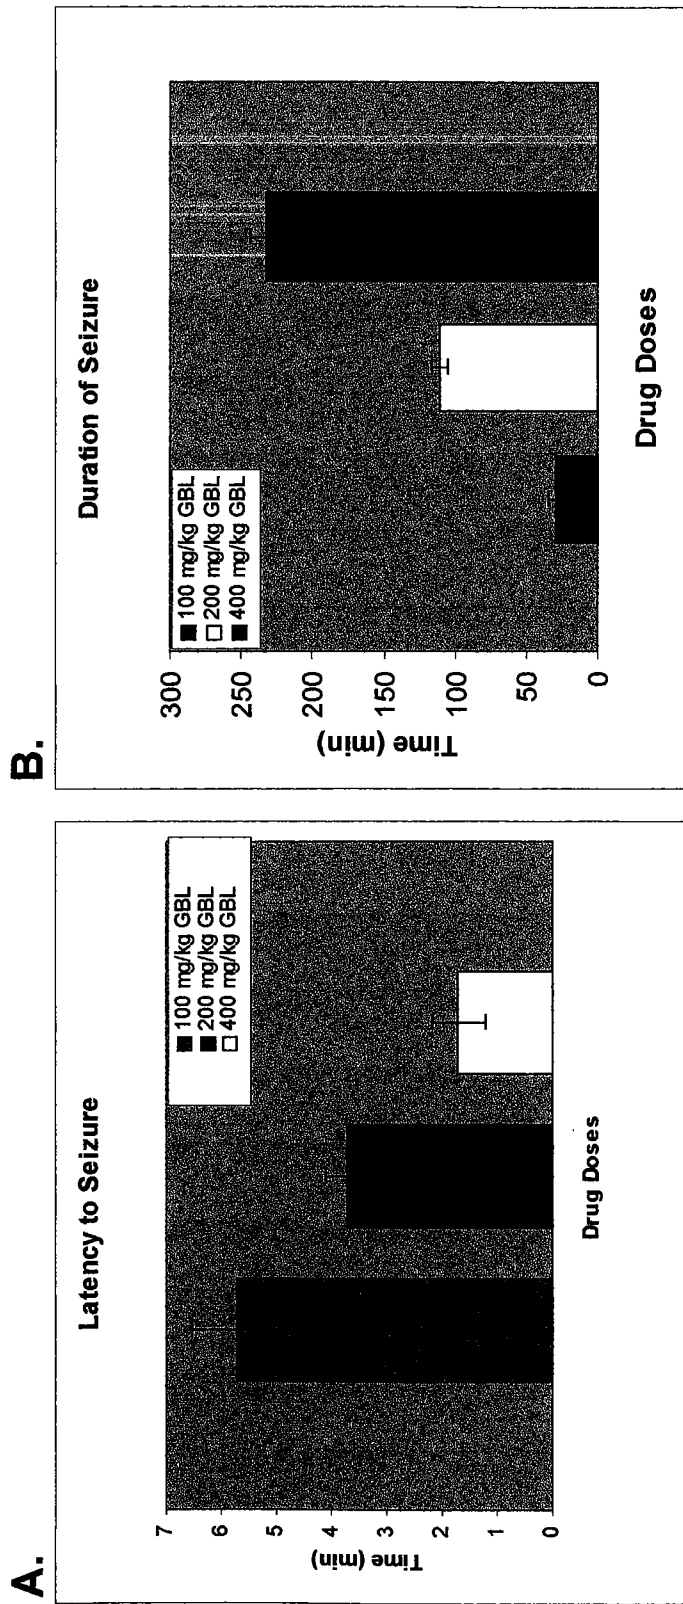 A.
Latency to Seizure
100 mg/kg GBL
200 mg/kg GBL
400 mg/kg GBL
7
6
5
4
3
2
1
0
Time (min)
Drug Doses
B.
Duration of Seizure
100 mg/kg GBL
200 mg/kg GBL
400 mg/kg GBL
300
250
200
150
100
50
0
Time (min)
Drug Doses